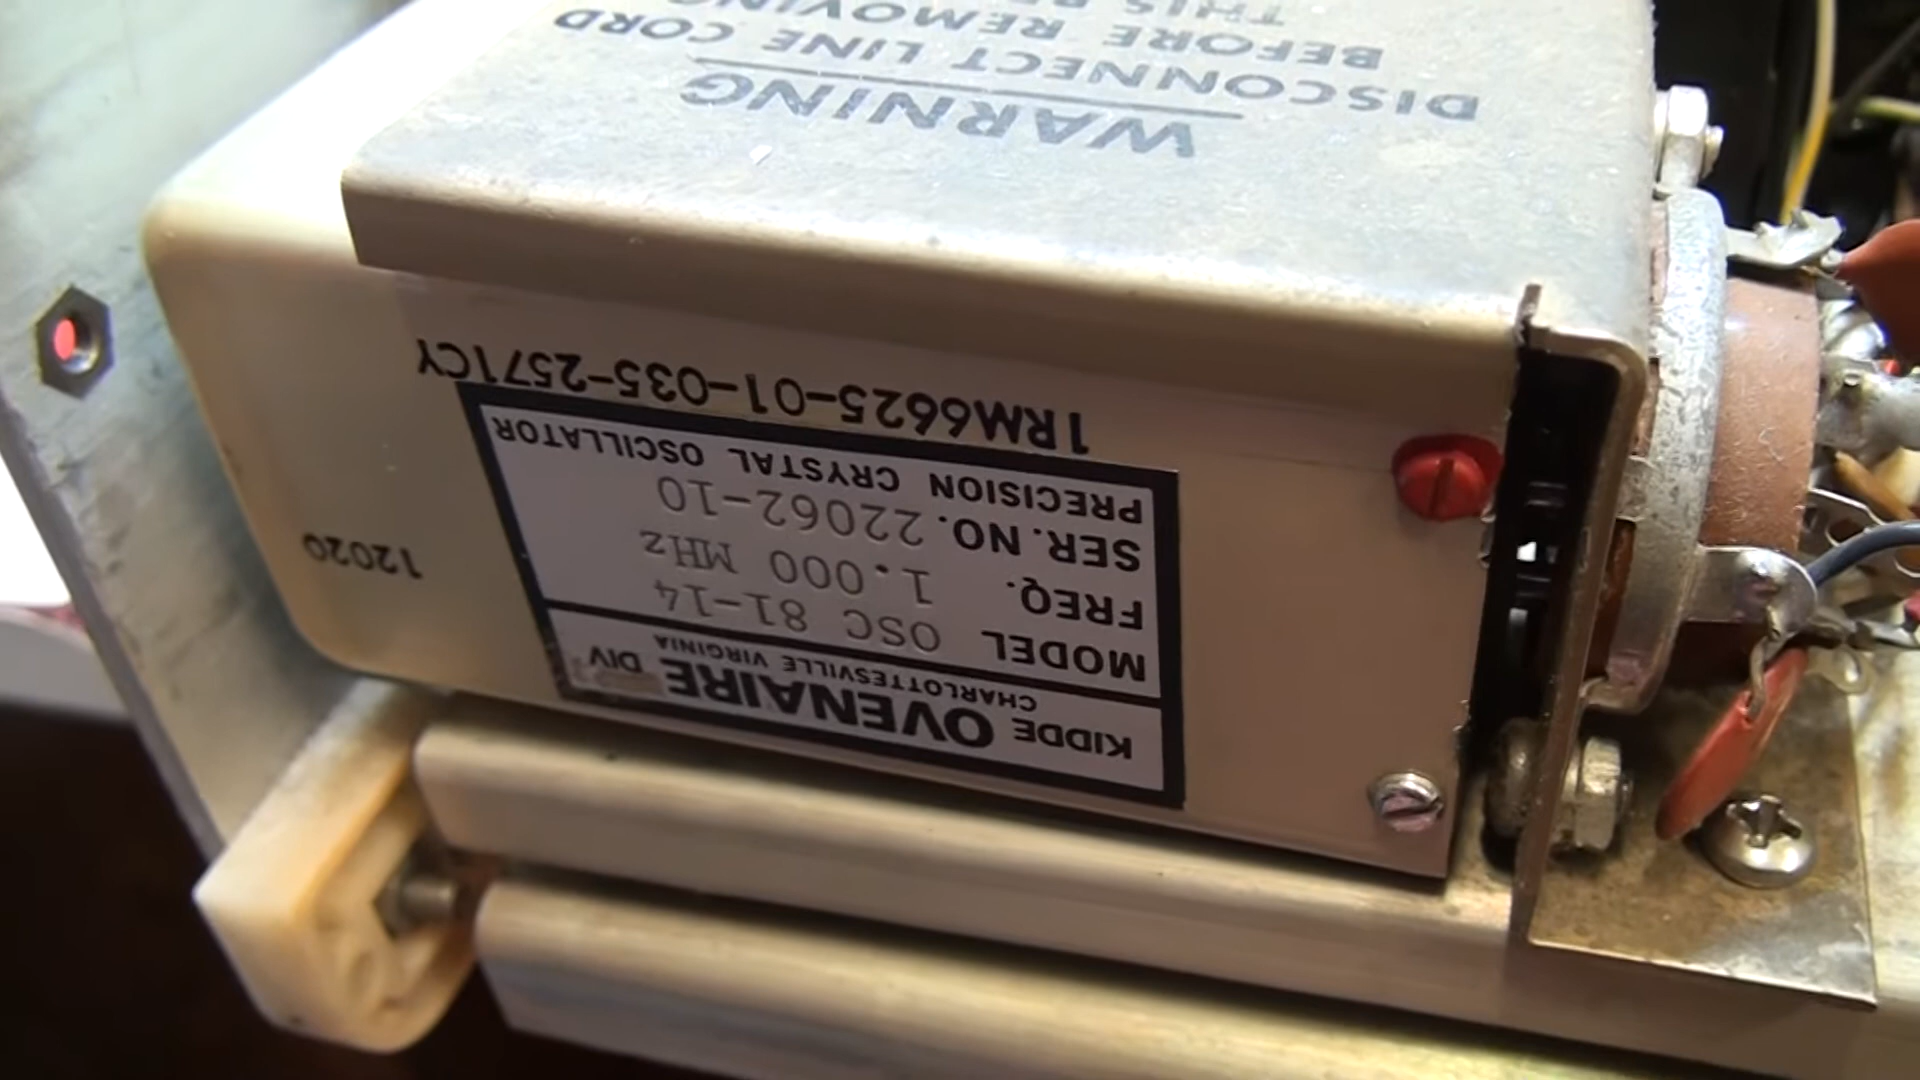 WARNING
DISCONNECT LINE CORD
BEFORE REMOVING
THIS
KIDDE OVENAIRE DIV
CHARLOTTESVILLE VIRGINIA
MODEL OSC 81-14
FREQ. 1.000 MHz
SER. NO. 22062-10
PRECISION CRYSTAL OSCILLATOR
1RM6625-01-035-2571CY
12020